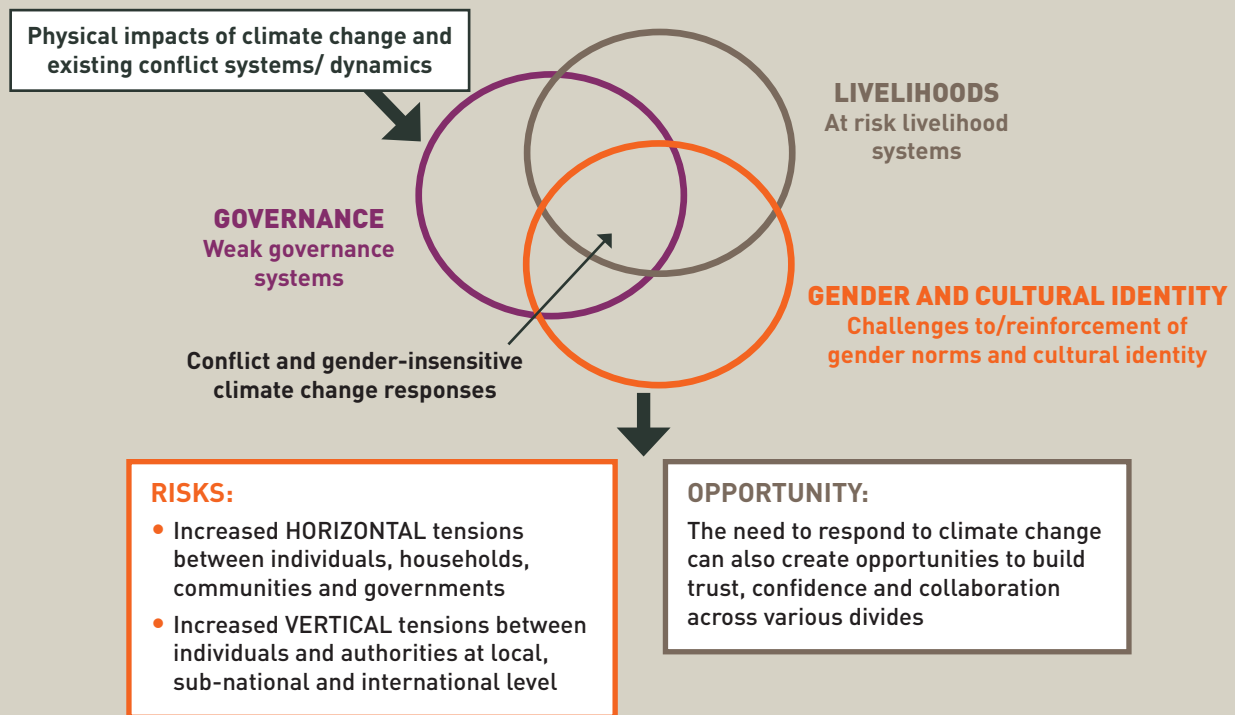 Physical impacts of climate change and
existing conflict systems/ dynamics
LIVELIHOODS
At risk livelihood
systems
GOVERNANCE
Weak governance
systems
GENDER AND CULTURAL IDENTITY
Challenges to/reinforcement of
gender norms and cultural identity
Conflict and gender-insensitive
climate change responses
RISKS:
• Increased HORIZONTAL tensions
between individuals, households,
communities and governments
• Increased VERTICAL tensions between
individuals and authorities at local,
sub-national and international level
OPPORTUNITY:
The need to respond to climate change
can also create opportunities to build
trust, confidence and collaboration
across various divides